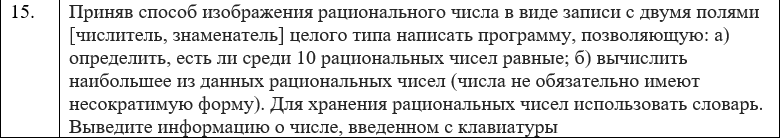 15. Приняв способ изображения рационального числа в виде записи с двумя полями
[числитель, знаменатель] целого типа написать программу, позволяющую: а)
определить, есть ли среди 10 рациональных чисел равные; б) вычислить
наибольшее из данных рациональных чисел (числа не обязательно имеют
несократимую форму). Для хранения рациональных чисел использовать словарь.
Выведите информацию о числе, введенном с клавиатуры